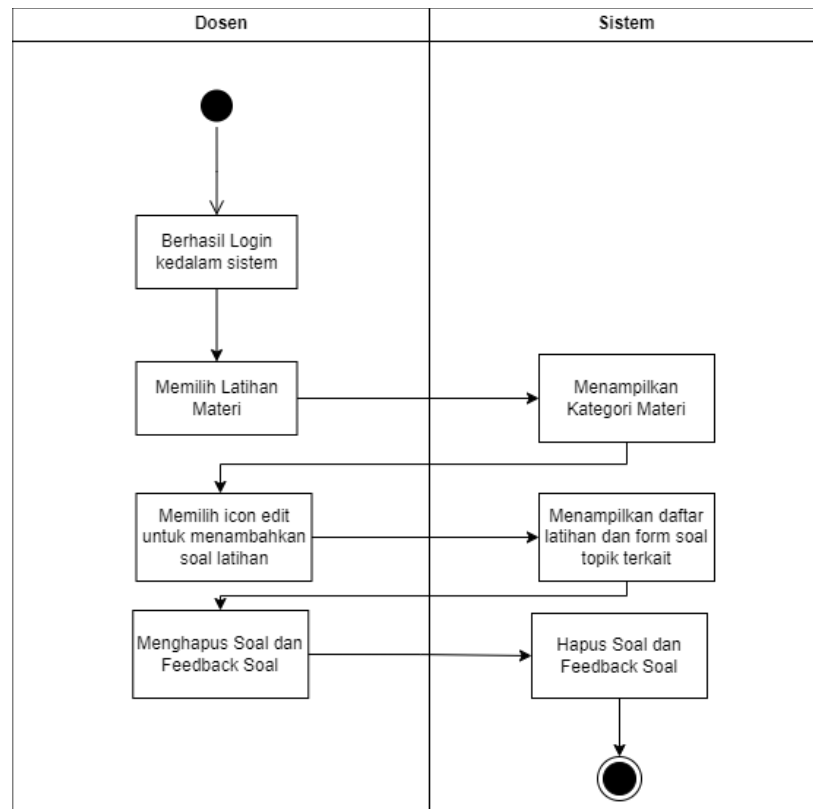 Dosen
Sistem
Berhasil Login
kedalam sistem
Memilih Latihan
Materi
Menampilkan
Kategori Materi
Memilih icon edit
untuk menambahkan
soal latihan
Menampilkan daftar
latihan dan form soal
topik terkait
Menghapus Soal dan
Feedback Soal
Hapus Soal dan
Feedback Soal